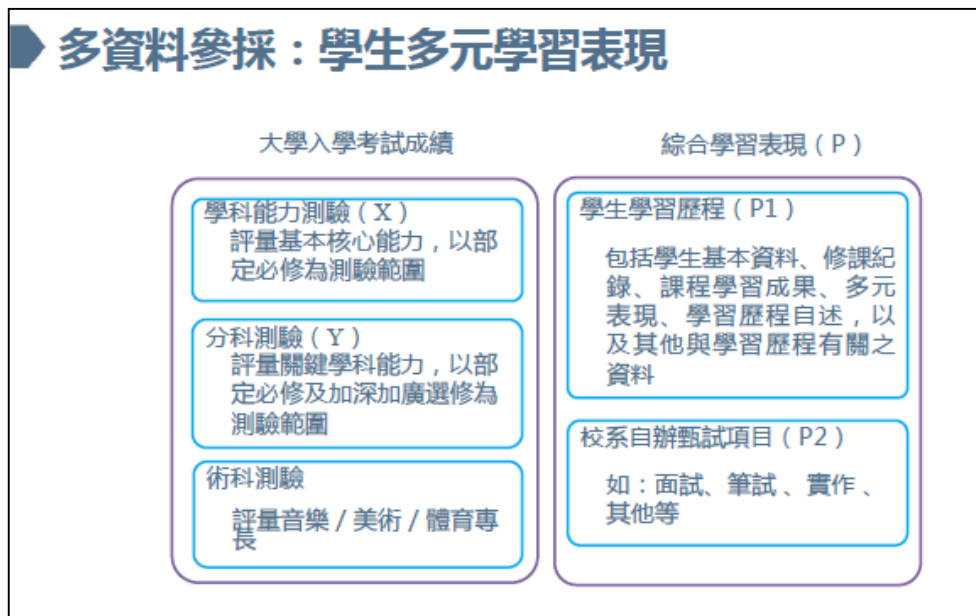 多資料參採：學生多元學習表現
大學入學考試成績
學科能力測驗（X）
評量基本核心能力，以部
定必修為測驗範圍
分科測驗（Y）
評量關鍵學科能力，以部
定必修及加深加廣選修為
測驗範圍
術科測驗
評量音樂/美術/體育專
長
綜合學習表現（P）
學生學習歷程（P1）
包括學生基本資料、修課紀
錄、課程學習成果、多元
表現、學習歷程自述，以
及其他與學習歷程有關之
資料
校系自辦甄試項目（P2）
如：面試、筆試、實作、
其他等